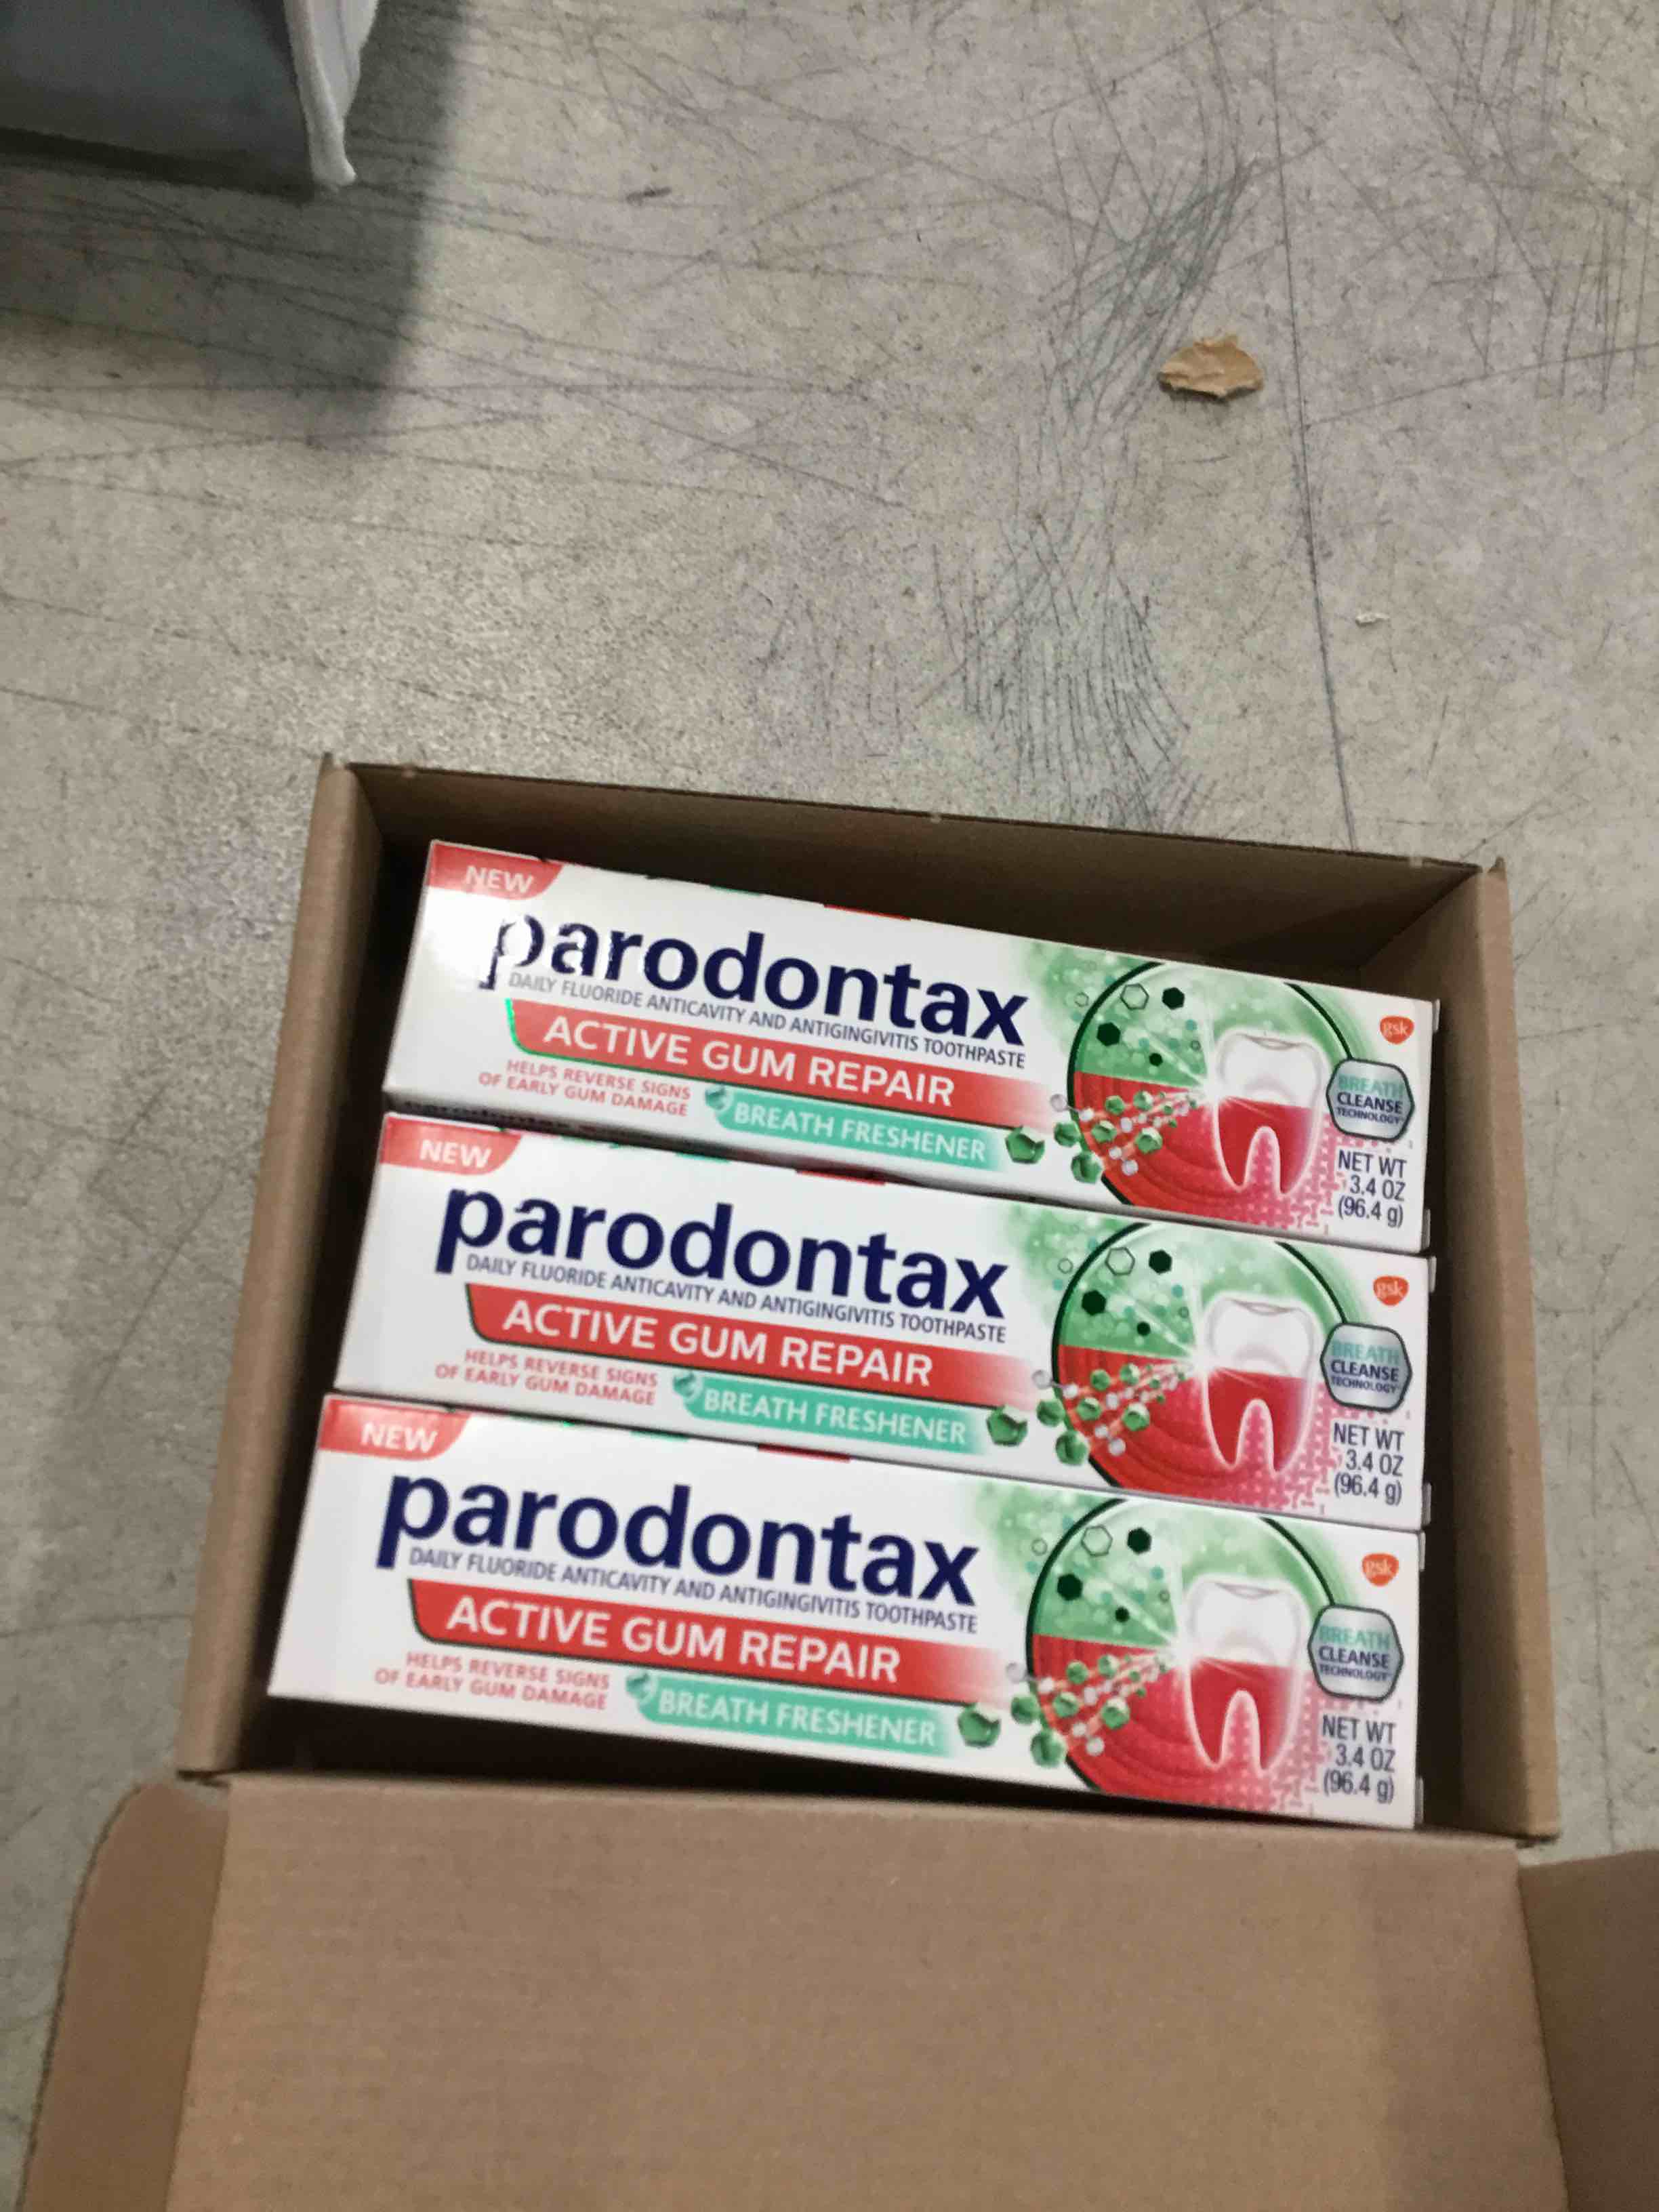 NEW
parodontax
DAILY FLUORIDE ANTICAVITY AND ANTIGINGIVITIS TOOTHPASTE
ACTIVE GUM REPAIR
HELPS REVERSE SIGNS
OF EARLY GUM DAMAGE
BREATH FRESHENER
gsk
BREATH
CLEANSE
TECHNOLOGY
NET WT
3.4 OZ
(96.4 g)
parodontax
NEW
parodontax
DAILY FLUORIDE ANTICAVITY AND ANTIGINGIVITIS TOOTHPASTE
ACTIVE GUM REPAIR
HELPS REVERSE SIGNS
OF EARLY GUM DAMAGE
BREATH FRESHENER
gsk
BREATH
CLEANSE
TECHNOLOGY
NET WT
3.4 OZ
(96.4 g)
NEW
parodontax
DAILY FLUORIDE ANTICAVITY AND ANTIGINGIVITIS TOOTHPASTE
ACTIVE GUM REPAIR
HELPS REVERSE SIGNS
OF EARLY GUM DAMAGE
BREATH FRESHENER
gsk
BREATH
CLEANSE
TECHNOLOGY
NET WT
3.4 OZ
(96.4 g)